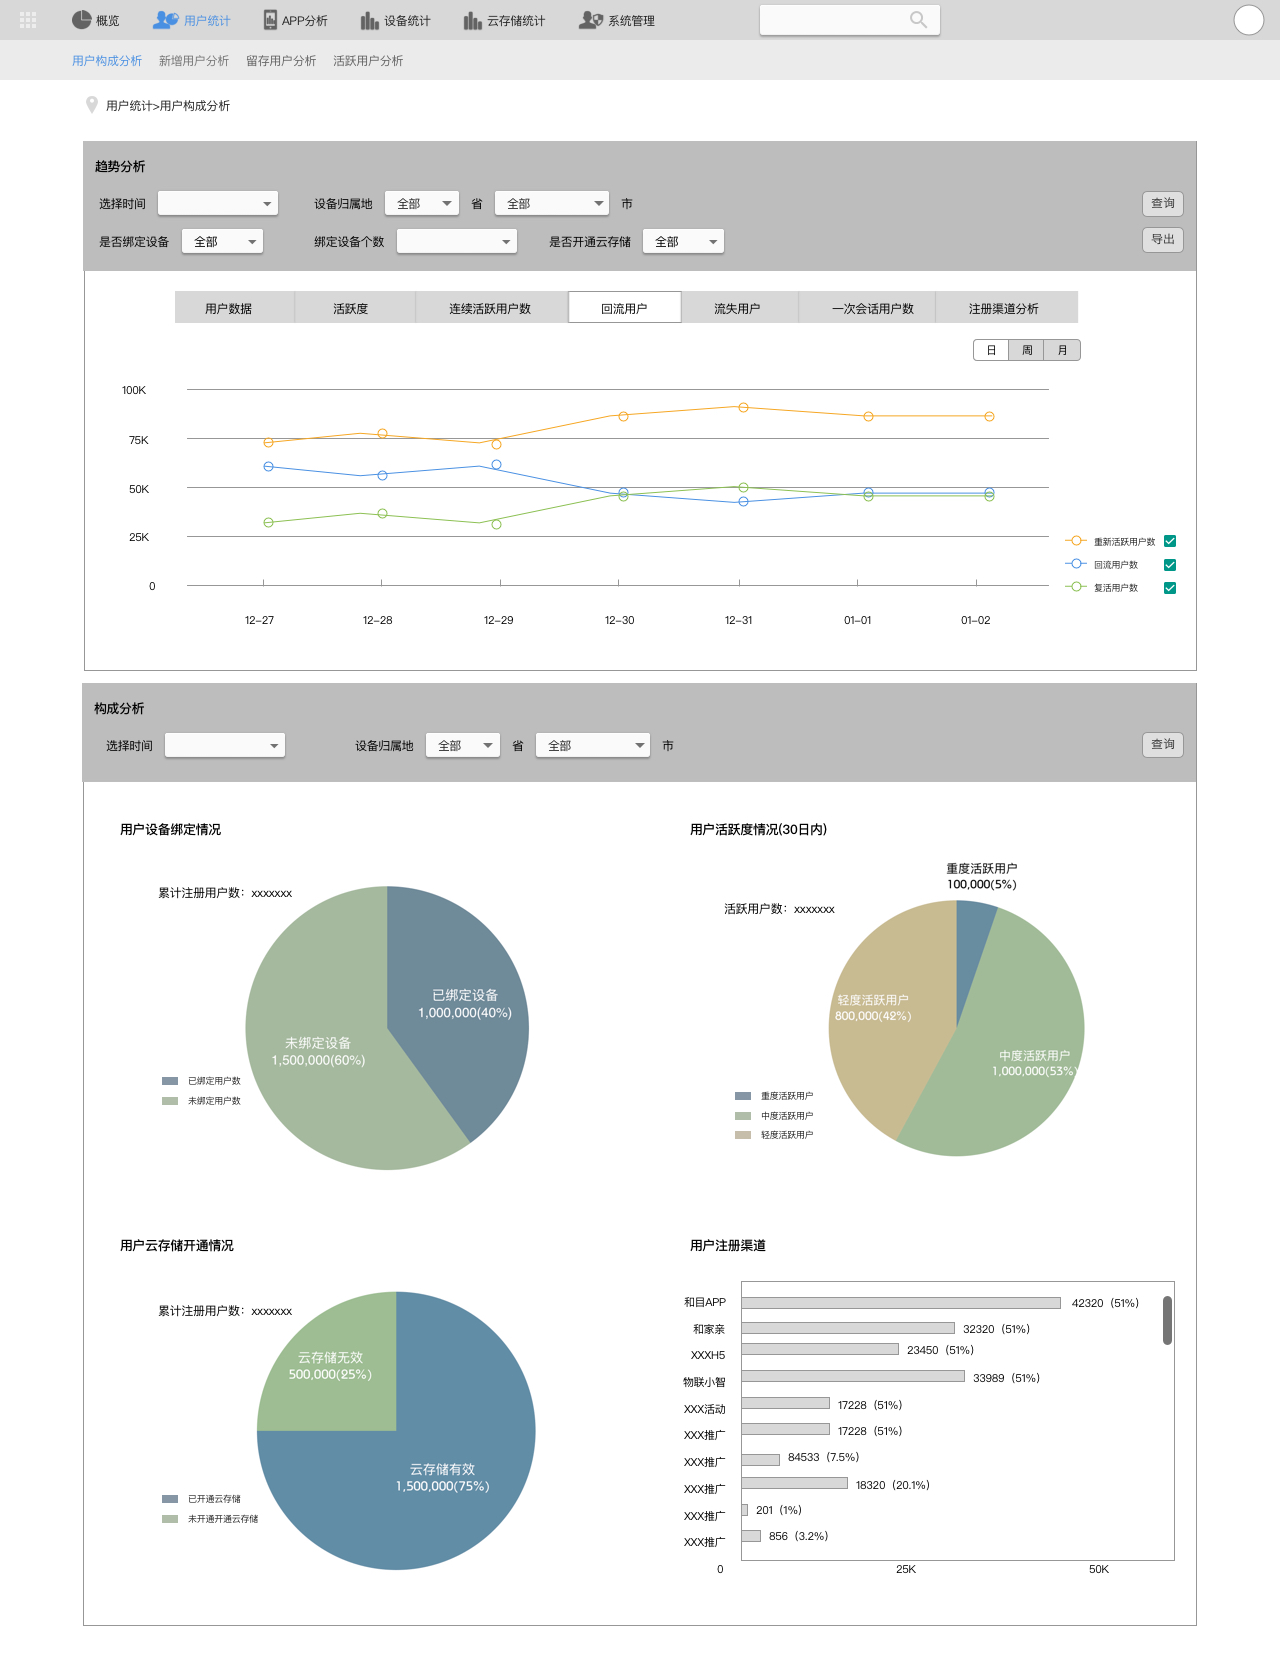 概览 用户统计 APP分析 设备统计 云存储统计 系统管理
用户构成分析 新增用户分析 留存用户分析 活跃用户分析
用户统计>用户构成分析
趋势分析
选择时间 设备归属地 全部 省 全部 市 查询
是否绑定设备 全部 绑定设备个数 是否开通云存储 全部 导出
用户数据 活跃度 连续活跃用户数 回流用户 流失用户 一次会话用户数 注册渠道分析
日 周 月
100K
75K
50K
25K
0
重新活跃用户数
回流用户数
复活用户数
12-27 12-28 12-29 12-30 12-31 01-01 01-02
构成分析
选择时间 设备归属地 全部 省 全部 市 查询
用户设备绑定情况
累计注册用户数：xxxxxxx
已绑定设备
1,000,000(40%)
未绑定设备
1,500,000(60%)
已绑定用户数
未绑定用户数
用户活跃度情况(30日内)
重度活跃用户
100,000(5%)
活跃用户数：xxxxxxx
轻度活跃用户
800,000(42%)
中度活跃用户
1,000,000(53%)
重度活跃用户
中度活跃用户
轻度活跃用户
用户云存储开通情况
累计注册用户数：xxxxxxx
云存储无效
500,000(25%)
云存储有效
1,500,000(75%)
已开通云存储
未开通开通云存储
用户注册渠道
和目APP 42320 (51%)
和家亲 32320 (51%)
XXXH5 23450 (51%)
物联小智 33989 (51%)
XXX活动 17228 (51%)
XXX推广 17228 (51%)
XXX推广 84533 (7.5%)
XXX推广 18320 (20.1%)
XXX推广 201 (1%)
XXX推广 856 (3.2%)
0 25K 50K